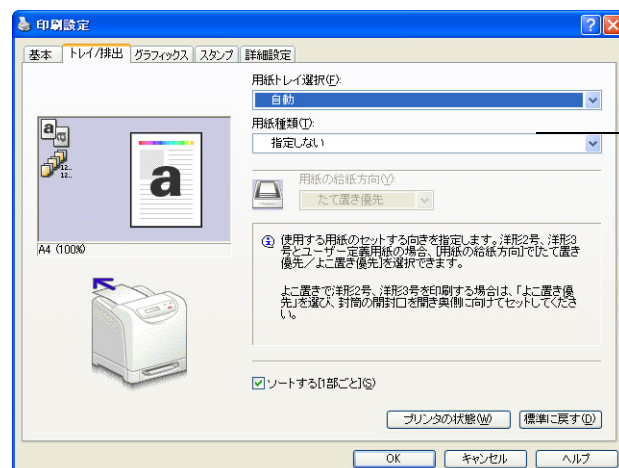 印刷設定
基本 トレイ/排出 グラフィックス スタンプ 詳細設定
用紙トレイ選択(F):
自動
用紙種類(T):
指定しない
用紙の給紙方向(Y):
たて置き優先
a
A4 (100%)
使用する用紙のセットする向きを指定します。洋形2号、洋形3
号とユーザー定義用紙の場合、[用紙の給紙方向]で[たて置き
優先／よこ置き優先]を選択できます。
よこ置きで洋形2号、洋形3号を印刷する場合は、「よこ置き優
先」を選び、封筒の開封口を開き奥側に向けてセットしてくださ
い。
ソートする[1部ごと](S)
プリンタの状態(W) 標準に戻す(D)
OK キャンセル ヘルプ